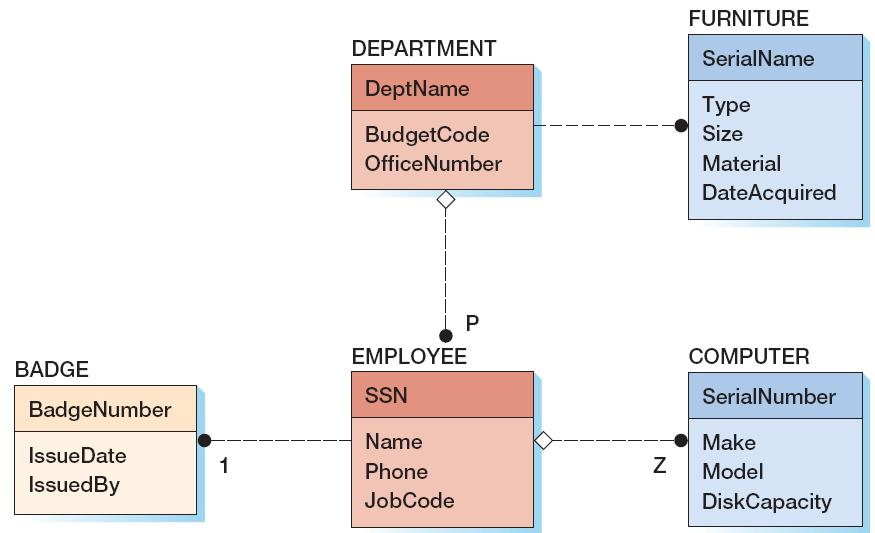 DEPARTMENT
DeptName
BudgetCode
OfficeNumber
FURNITURE
SerialName
Type
Size
Material
DateAcquired
P
BADGE
BadgeNumber
IssueDate
IssuedBy
1
EMPLOYEE
SSN
Name
Phone
JobCode
Z
COMPUTER
SerialNumber
Make
Model
DiskCapacity